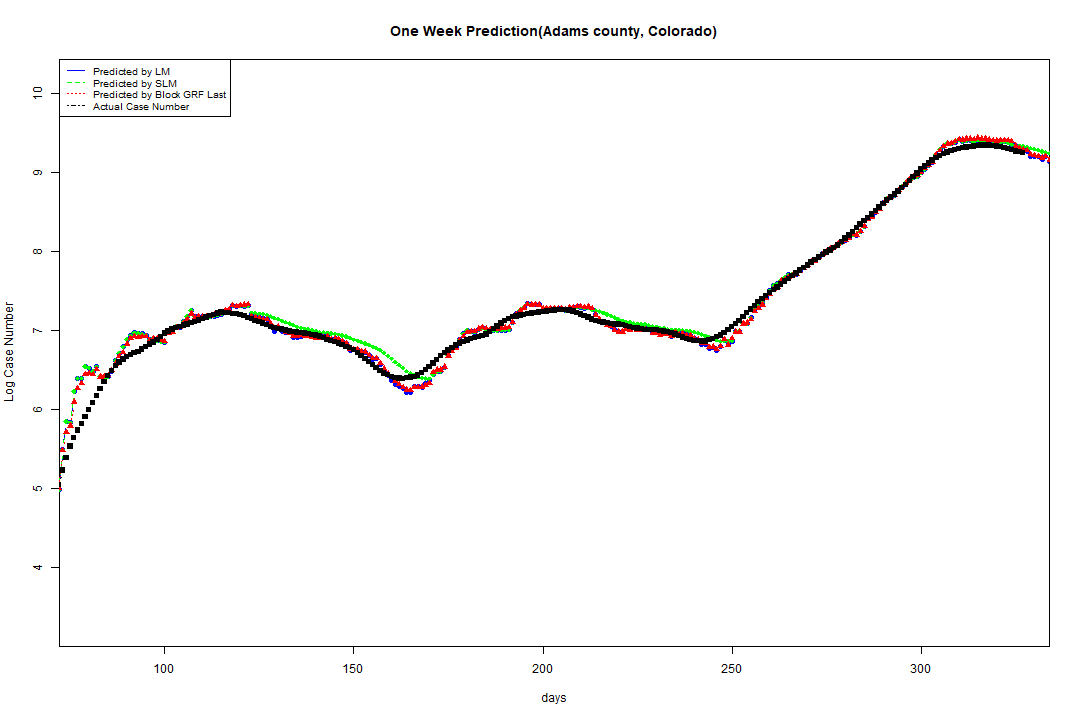 One Week Prediction(Adams county, Colorado)
Predicted by LM
Predicted by SLM
Predicted by Block GRF Last
Actual Case Number
10
9
8
7
6
5
4
Log Case Number
100 150 200 250 300
days